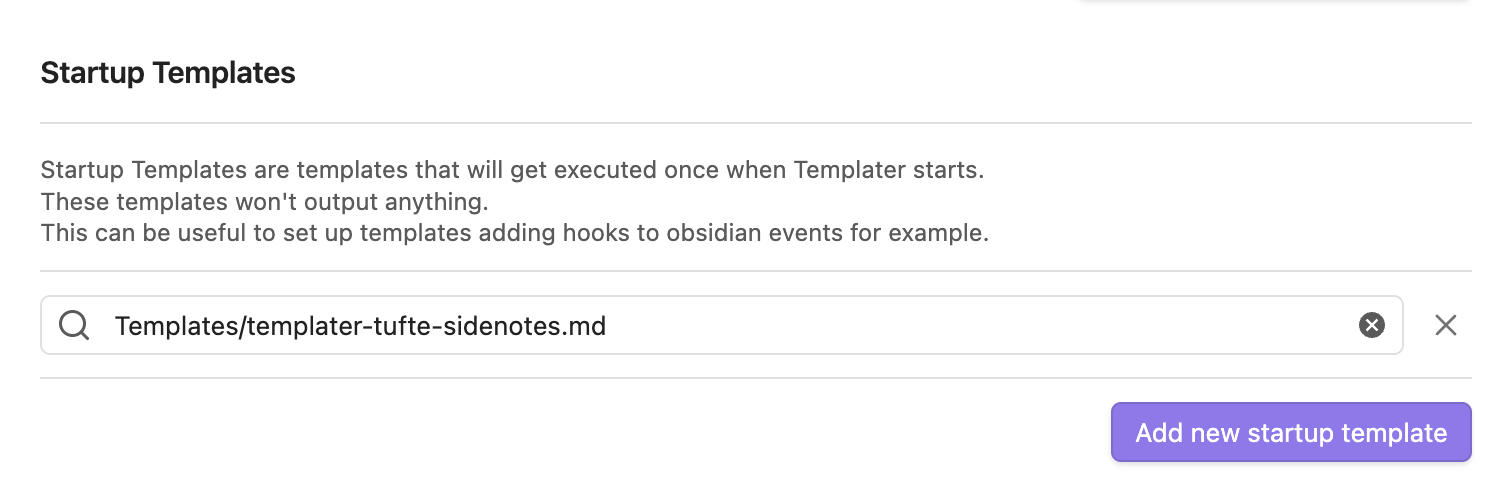 Startup Templates
Startup Templates are templates that will get executed once when Templater starts.
These templates won't output anything.
This can be useful to set up templates adding hooks to obsidian events for example.
Templates/templater-tufte-sidenotes.md
Add new startup template